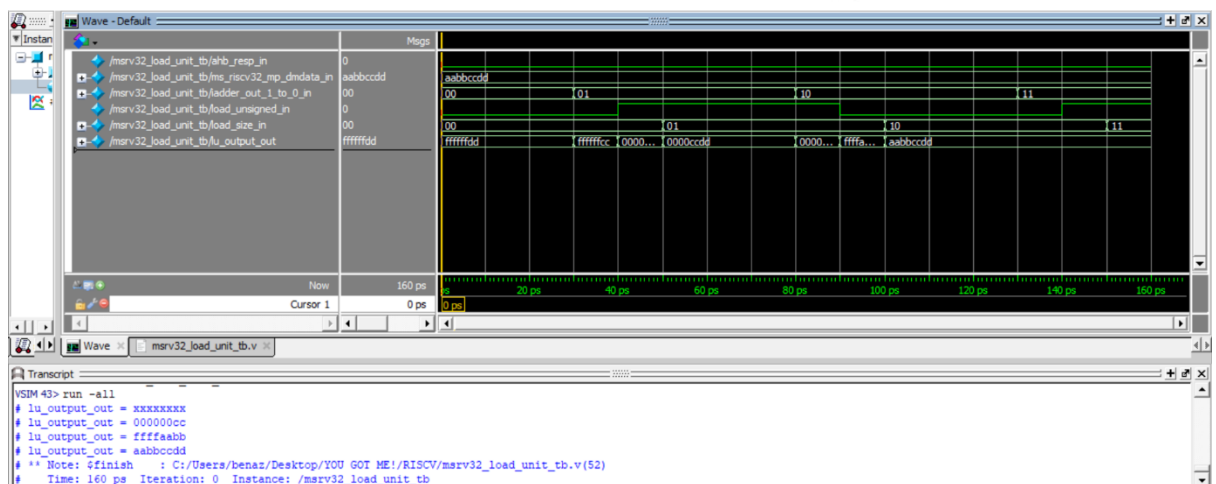 Wave - Default
Instan
Msgs
/msrv32_load_unit_tb/ahb_resp_in 0
/msrv32_load_unit_tb/ms_riscv32_mp_dmdata_in aabbccdd aabbccdd
/msrv32_load_unit_tb/iadder_out_1_to_0_in 00 00 01 10 11
/msrv32_load_unit_tb/load_unsigned_in 0
/msrv32_load_unit_tb/load_size_in 00 00 01 10 11
/msrv32_load_unit_tb/lu_output_out ffffffdd ffffffdd ffffffcc 0000... 0000ccdd 0000... ffffa... aabbccdd
Now 160 ps ps 20 ps 40 ps 60 ps 80 ps 100 ps 120 ps 140 ps 160 ps
Cursor 1 0 ps 0 ps
Wave msrv32_load_unit_tb.v
Transcript
VSIM 43> run -all
# lu_output_out = xxxxxxxx
# lu_output_out = 000000cc
# lu_output_out = ffffaabb
# lu_output_out = aabbccdd
# ** Note: $finish : C:/Users/benaz/Desktop/YOU GOT ME!/RISCV/msrv32_load_unit_tb.v(52)
# Time: 160 ps Iteration: 0 Instance: /msrv32_load_unit_tb